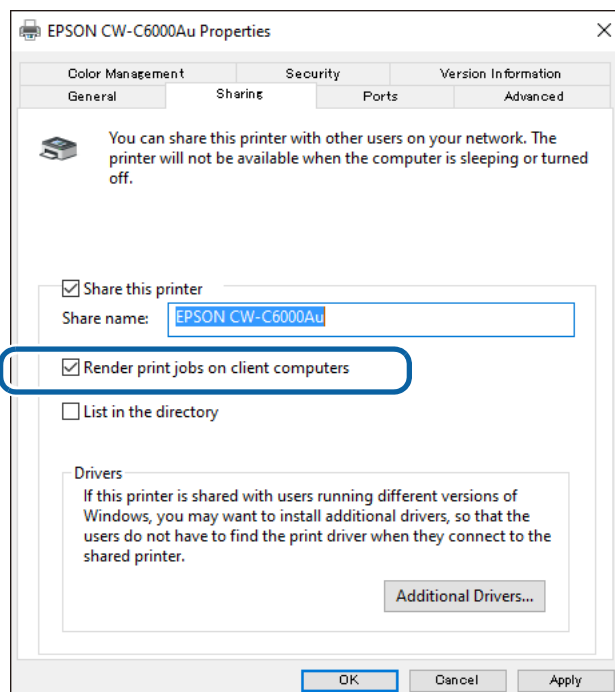 EPSON CW-C6000Au Properties
Color Management Security Version Information
General Sharing Ports Advanced
You can share this printer with other users on your network. The
printer will not be available when the computer is sleeping or turned
off.
Share this printer
Share name: EPSON CW-C6000Au
Render print jobs on client computers
List in the directory
Drivers
If this printer is shared with users running different versions of
Windows, you may want to install additional drivers, so that the
users do not have to find the print driver when they connect to the
shared printer.
Additional Drivers...
OK Cancel Apply